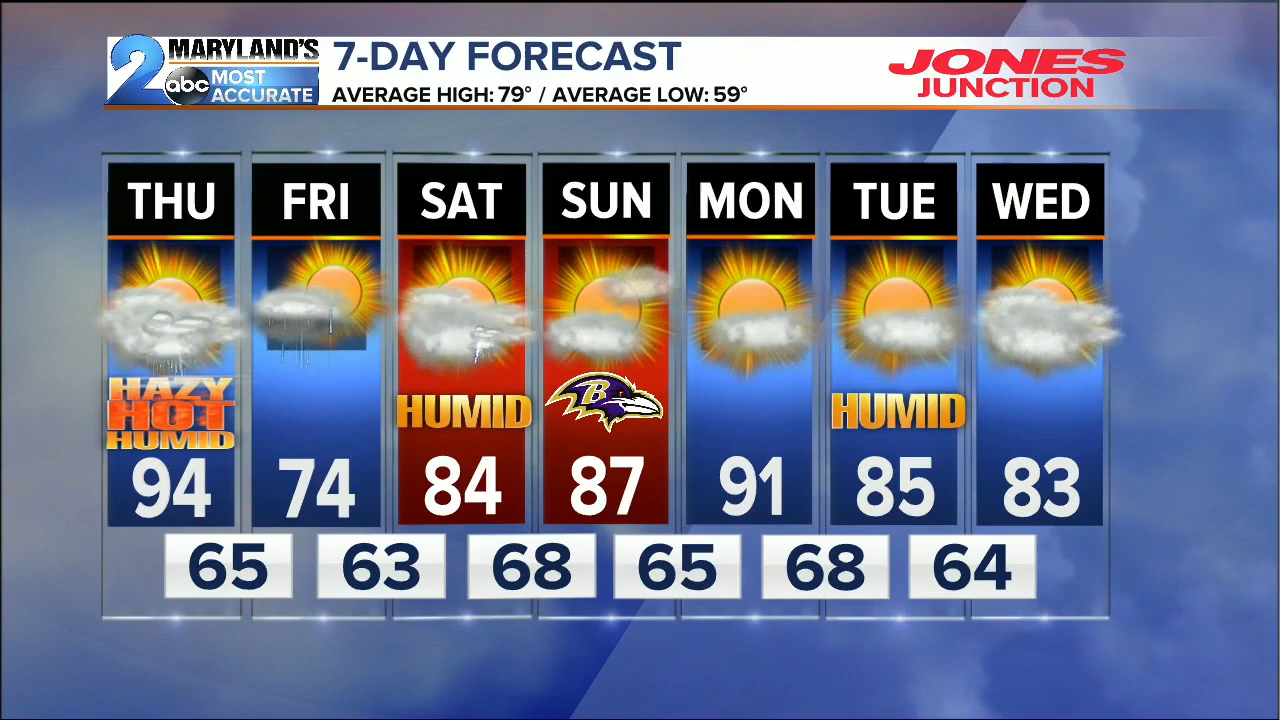 2 MARYLAND'S
abc MOST
ACCURATE
7-DAY FORECAST
AVERAGE HIGH: 79° / AVERAGE LOW: 59°
JONES
JUNCTION
THU FRI SAT SUN MON TUE WED
HAZY
HOT
HUMID
HUMID
B
HUMID
94 74 84 87 91 85 83
65 63 68 65 68 64